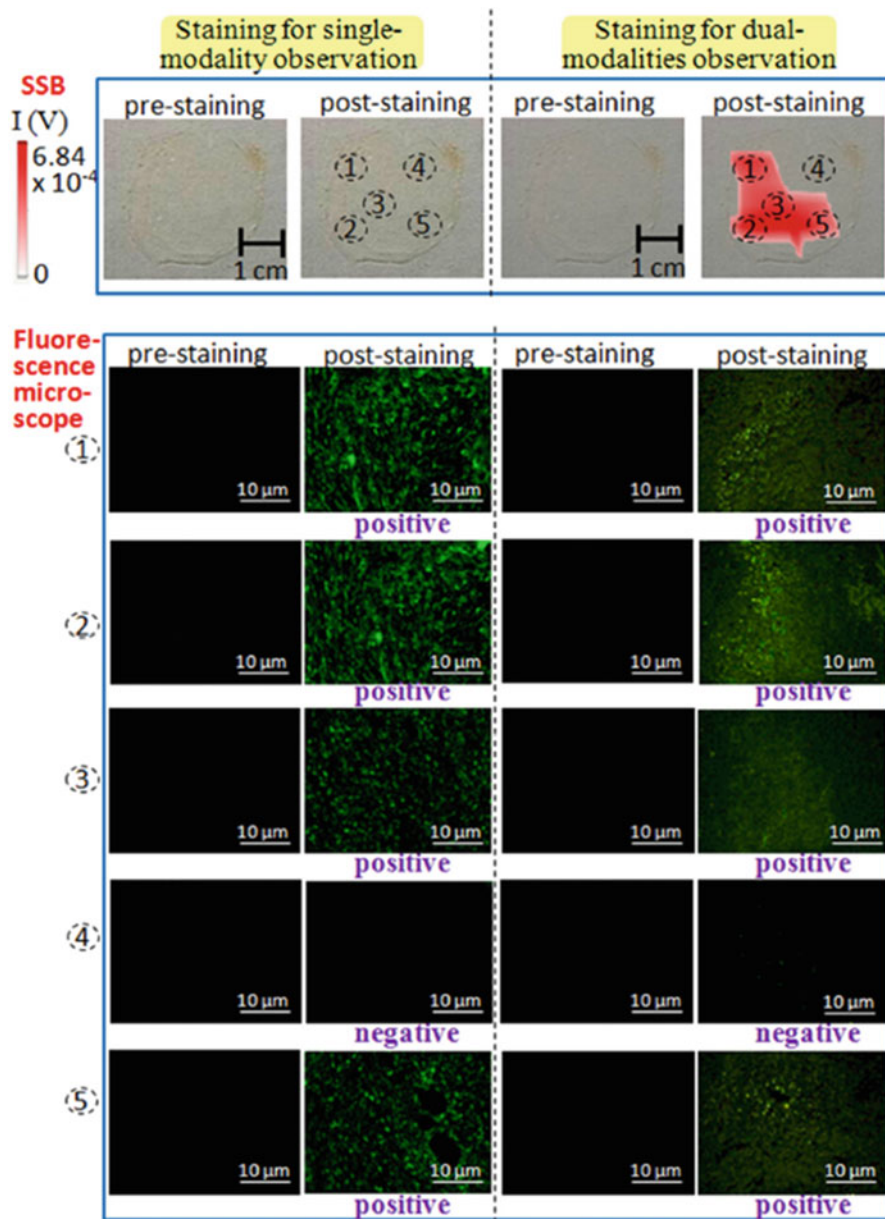 Staining for single-
modality observation
Staining for dual-
modalities observation
SSB
I (V)
6.84
x 10⁻⁴
0
pre-staining
post-staining
pre-staining
post-staining
1
4
3
2
5
1 cm
1
4
3
2
5
1 cm
Fluore-
scence
micro-
scope
pre-staining
post-staining
pre-staining
post-staining
1
10 μm
10 μm
10 μm
10 μm
positive
positive
2
10 μm
10 μm
10 μm
10 μm
positive
positive
3
10 μm
10 μm
10 μm
10 μm
positive
positive
4
10 μm
10 μm
10 μm
10 μm
negative
negative
5
10 μm
10 μm
10 μm
10 μm
positive
positive